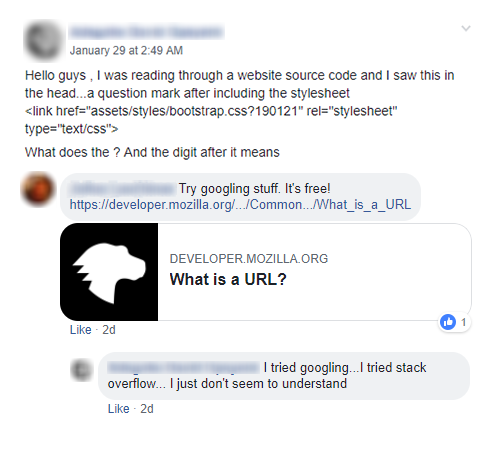 January 29 at 2:49 AM
Hello guys , I was reading through a website source code and I saw this in
the head...a question mark after including the stylesheet
<link href="assets/styles/bootstrap.css?190121" rel="stylesheet"
type="text/css">
What does the ? And the digit after it means
Try googling stuff. It's free!
https://developer.mozilla.org/.../Common.../What_is_a_URL
DEVELOPER.MOZILLA.ORG
What is a URL?
1
Like · 2d
I tried googling...I tried stack
overflow... I just don't seem to understand
Like · 2d